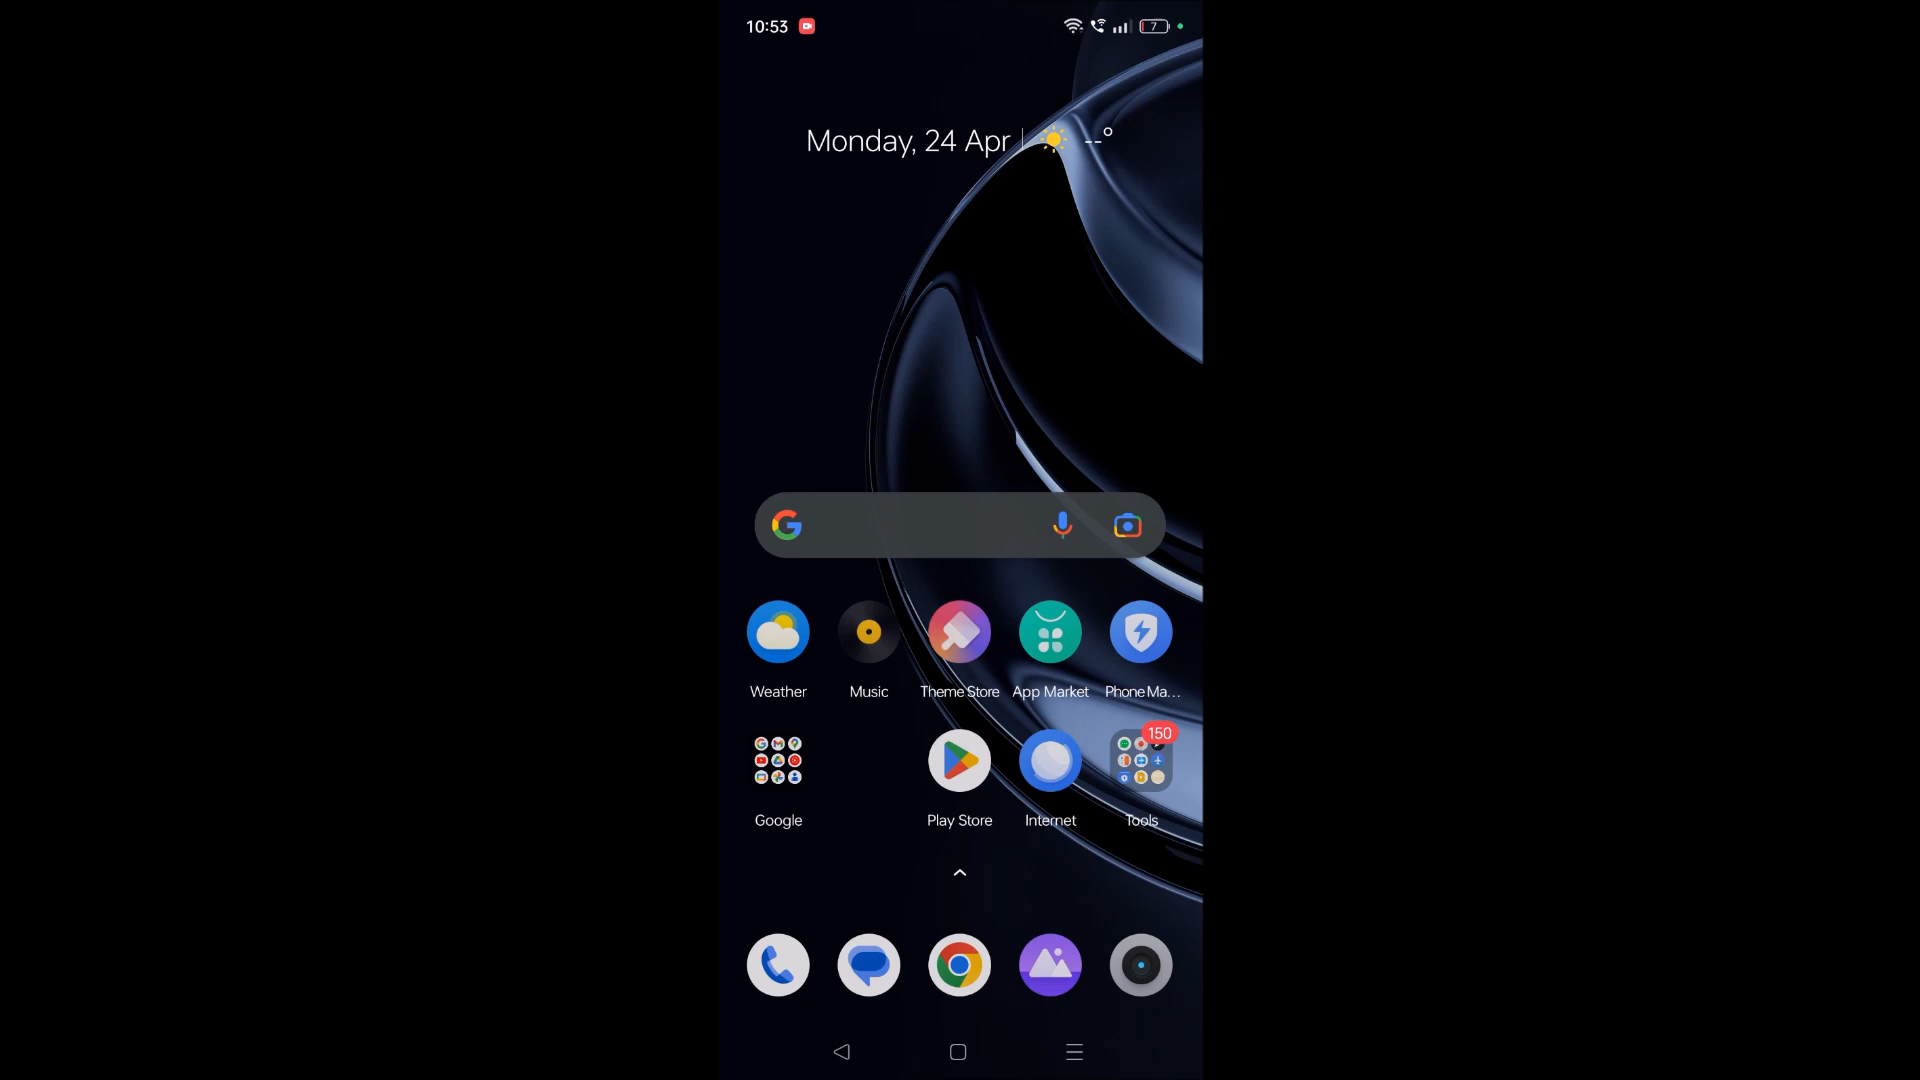 10:53
7
Monday, 24 Apr | --°
Weather
Music
Theme Store
App Market
Phone Ma...
150
Google
Play Store
Internet
Tools